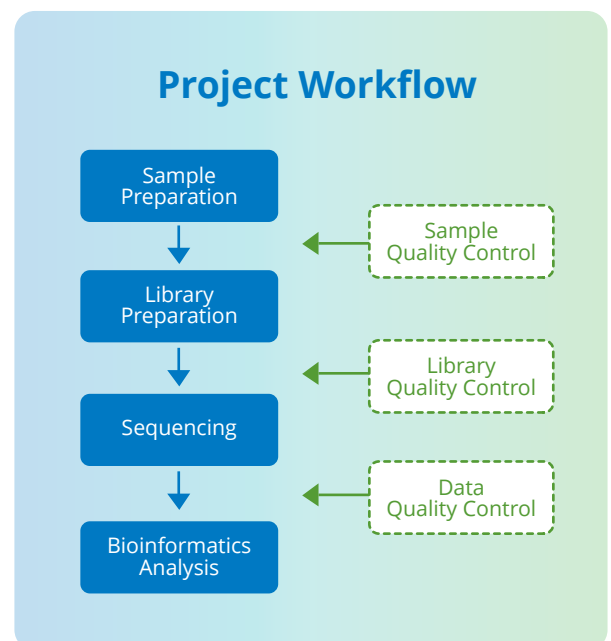 Project Workflow
Sample
Preparation
Sample
Quality Control
Library
Preparation
Library
Quality Control
Sequencing
Data
Quality Control
Bioinformatics
Analysis